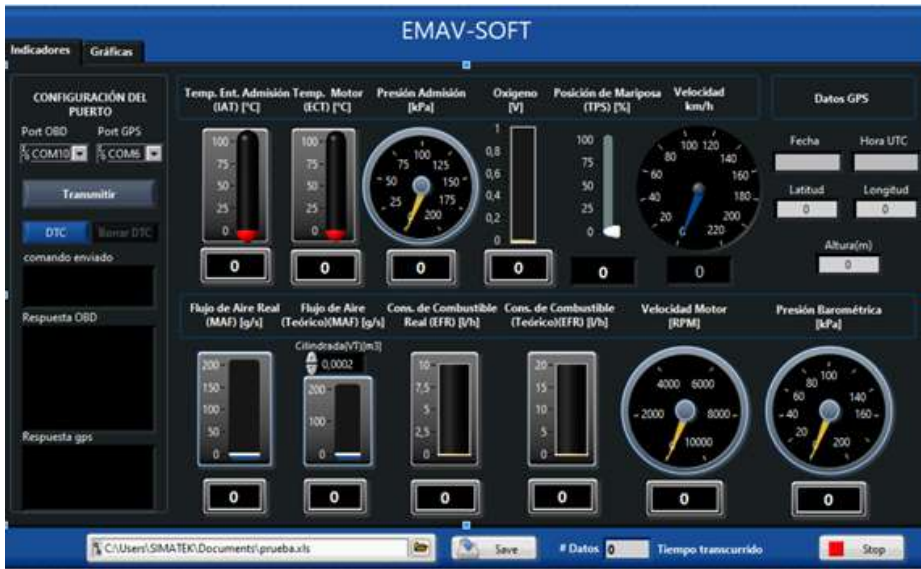 EMAV-SOFT
Indicadores Gráficas
CONFIGURACIÓN DEL
PUERTO
Port OBD Port GPS
COM10 COM6
Transmitir
DTC Borrar DTC
comando enviado
Respuesta OBD
Respuesta gps
Temp. Ent. Admisión
(IAT) [°C]
100
75
50
25
0
0
Temp. Motor
(ECT) [°C]
100
75
50
25
0
0
Presión Admisión
[kPa]
0 25 50 75 100 125 150 175 200
0
Oxigeno
[V]
1
0,8
0,6
0,4
0,2
0
0
Posición de Mariposa
(TPS) [%]
100
75
50
25
0
0
Velocidad
km/h
0 20 40 60 80 100 120 140 160 180 200 220
0
Datos GPS
Fecha Hora UTC
Latitud Longitud
0 0
Altura(m)
0
Flujo de Aire Real
(MAF) [g/s]
200
150
100
50
0
0
Flujo de Aire
(Teórico)(MAF) [g/s]
Cilindrada(VT)[m3]
0,0002
200
100
0
0
Cons. de Combustible
Real (EFR) [l/h]
10
7,5
5
2,5
0
0
Cons. de Combustible
(Teórico)(EFR) [l/h]
20
15
10
5
0
0
Velocidad Motor
[RPM]
0 2000 4000 6000 8000 10000
0
Presión Barométrica
[kPa]
0 20 40 60 80 100 120 140 160 200
0
C:\Users\SIMATEK\Documents\prueba.xls
Save
# Datos 0 Tiempo transcurrido
Stop